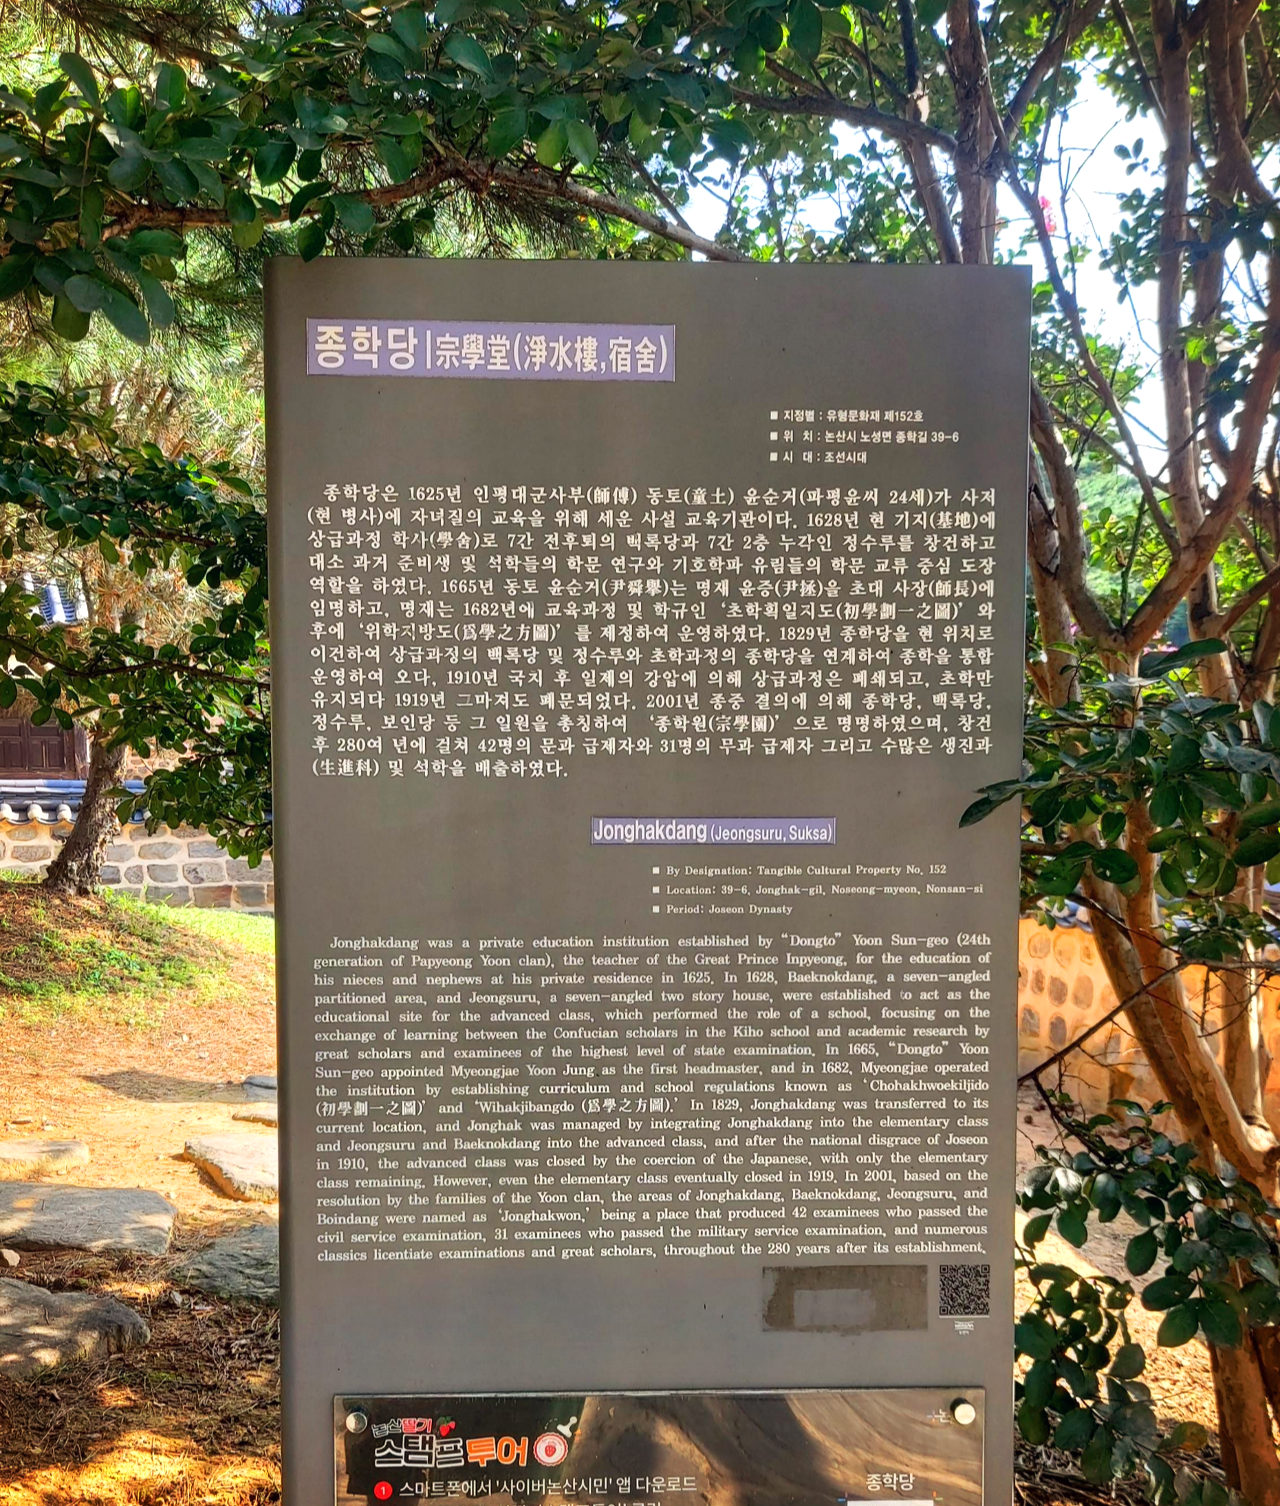 종학당 | 宗學堂(淨水樓,宿舍)
■ 지정별 : 유형문화재 제152호
■ 위 치 : 논산시 노성면 종학길 39-6
■ 시 대 : 조선시대
종학당은 1625년 인평대군사부(師傅) 동토(童土) 윤순거(파평윤씨 24세)가 사저
(현 병사)에 자녀질의 교육을 위해 세운 사설 교육기관이다. 1628년 현 기지(基地)에
상급과정 학사(學舍)로 7간 전후퇴의 백록당과 7간 2층 누각인 정수루를 창건하고
대소 과거 준비생 및 석학들의 학문 연구와 기호학파 유림들의 학문 교류 중심 도장
역할을 하였다. 1665년 동토 윤순거(尹舜擧)는 명재 윤증(尹拯)을 초대 사장(師長)에
임명하고, 명재는 1682년에 교육과정 및 학규인 ‘초학획일지도(初學劃一之圖)’ 와
후에 ‘위학지방도(爲學之方圖)’ 를 제정하여 운영하였다. 1829년 종학당을 현 위치로
이건하여 상급과정의 백록당 및 정수루와 초학과정의 종학당을 연계하여 종학을 통합
운영하여 오다, 1910년 국치 후 일제의 강압에 의해 상급과정은 폐쇄되고, 초학만
유지되다 1919년 그마저도 폐문되었다. 2001년 종중 결의에 의해 종학당, 백록당,
정수루, 보인당 등 그 일원을 총칭하여 ‘종학원(宗學園)’ 으로 명명하였으며, 창건
후 280여 년에 걸쳐 42명의 문과 급제자와 31명의 무과 급제자 그리고 수많은 생진과
(生進科) 및 석학을 배출하였다.
Jonghakdang (Jeongsuru, Suksa)
■ By Designation: Tangible Cultural Property No. 152
■ Location: 39-6, Jonghak-gil, Noseong-myeon, Nonsan-si
■ Period: Joseon Dynasty
Jonghakdang was a private education institution established by “Dongto” Yoon Sun-geo (24th
generation of Papyeong Yoon clan), the teacher of the Great Prince Inpyeong, for the education of
his nieces and nephews at his private residence in 1625. In 1628, Baeknokdang, a seven-angled
partitioned area, and Jeongsuru, a seven-angled two story house, were established to act as the
educational site for the advanced class, which performed the role of a school, focusing on the
exchange of learning between the Confucian scholars in the Kiho school and academic research by
great scholars and examinees of the highest level of state examination. In 1665, “Dongto” Yoon
Sun-geo appointed Myeongjae Yoon Jung as the first headmaster, and in 1682, Myeongjae operated
the institution by establishing curriculum and school regulations known as ‘Chohakhwoekiljido
(初學劃一之圖)’ and ‘Wihakjibangdo (爲學之方圖).’ In 1829, Jonghakdang was transferred to its
current location, and Jonghak was managed by integrating Jonghakdang into the elementary class
and Jeongsuru and Baeknokdang into the advanced class, and after the national disgrace of Joseon
in 1910, the advanced class was closed by the coercion of the Japanese, with only the elementary
class remaining. However, even the elementary class eventually closed in 1919. In 2001, based on the
resolution by the families of the Yoon clan, the areas of Jonghakdang, Baeknokdang, Jeongsuru, and
Boindang were named as ‘Jonghakwon,’ being a place that produced 42 examinees who passed the
civil service examination, 31 examinees who passed the military service examination, and numerous
classics licentiate examinations and great scholars, throughout the 280 years after its establishment.
논산딸기
스탬프투어
1 스마트폰에서 '사이버논산시민' 앱 다운로드
종학당